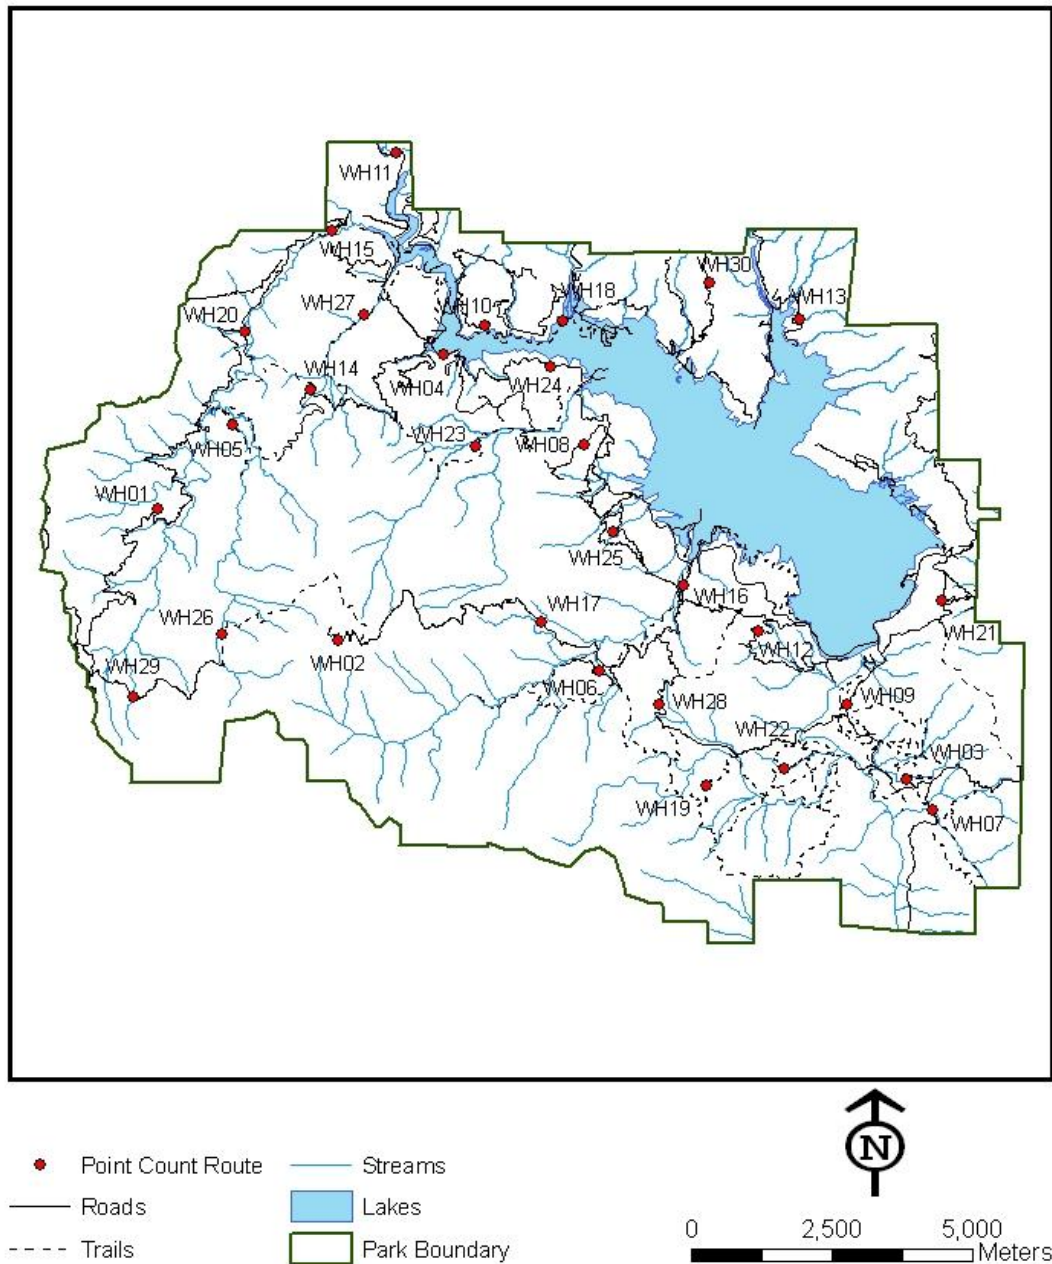 WH11
WH15
WH30
WH27
WH10
WH18
WH13
WH20
WH14
WH04
WH24
WH05
WH23
WH08
WH01
WH25
WH16
WH17
WH26
WH02
WH12
WH21
WH29
WH06
WH28
WH09
WH22
WH03
WH19
WH07
N
Point Count Route
Streams
Roads
Lakes
Trails
Park Boundary
0 2,500 5,000
Meters